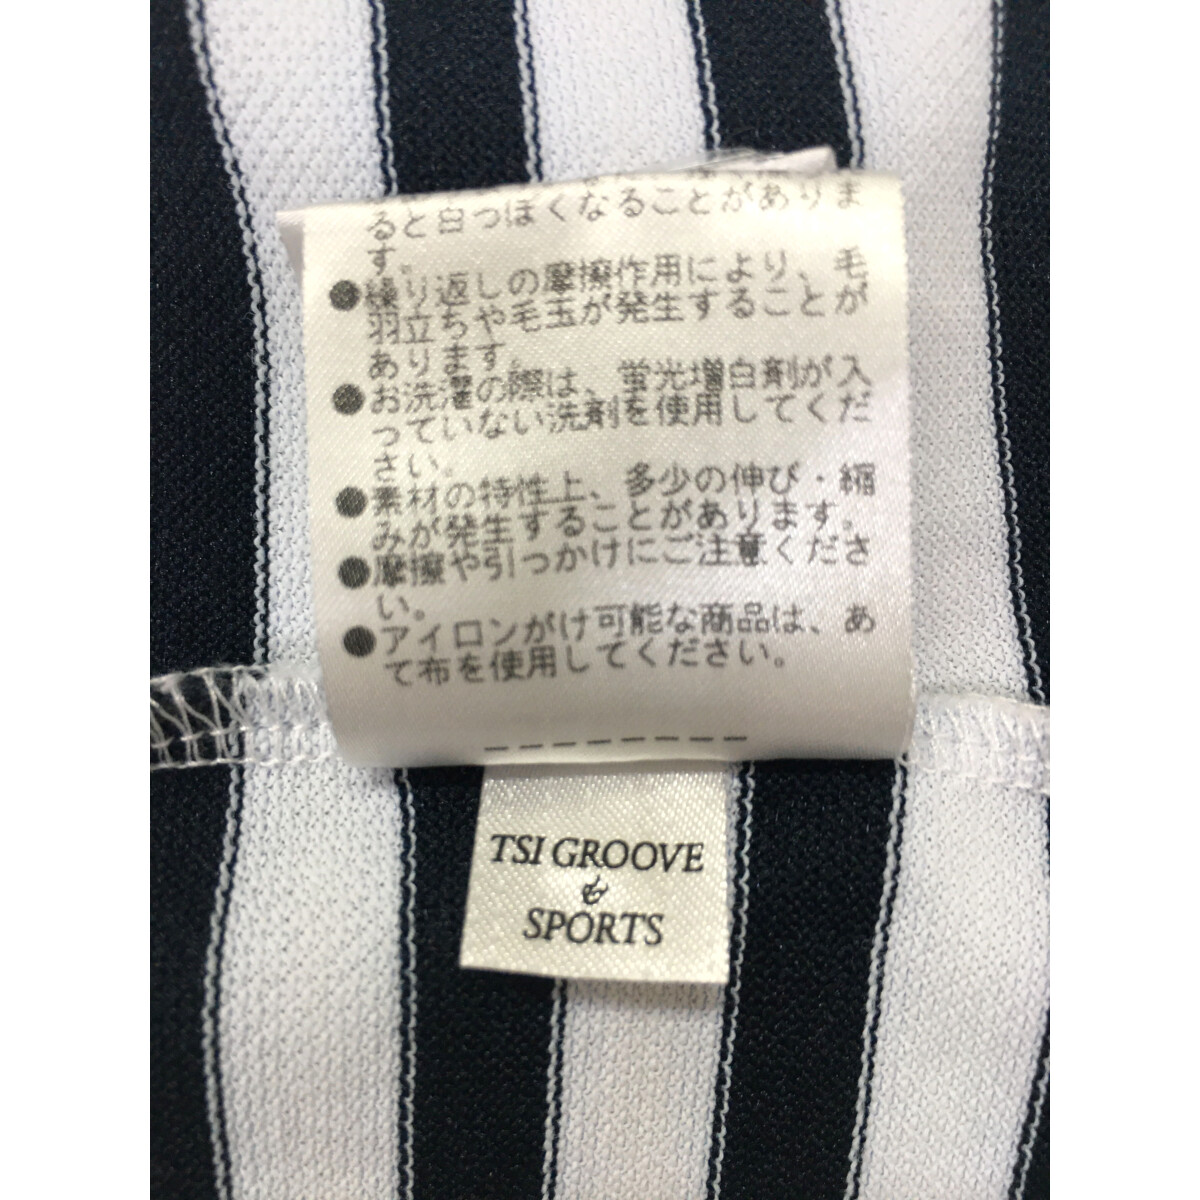 ると白っぽくなることがありま
す。
●繰り返しの摩擦作用により、毛
羽立ちや毛玉が発生することが
あります。
●お洗濯の際は、蛍光増白剤が入
っていない洗剤を使用してくだ
さい。
●素材の特性上、多少の伸び・縮
みが発生することがあります。
●摩擦や引っかけにご注意くださ
い。
●アイロンがけ可能な商品は、あ
て布を使用してください。
TSI GROOVE
&
SPORTS